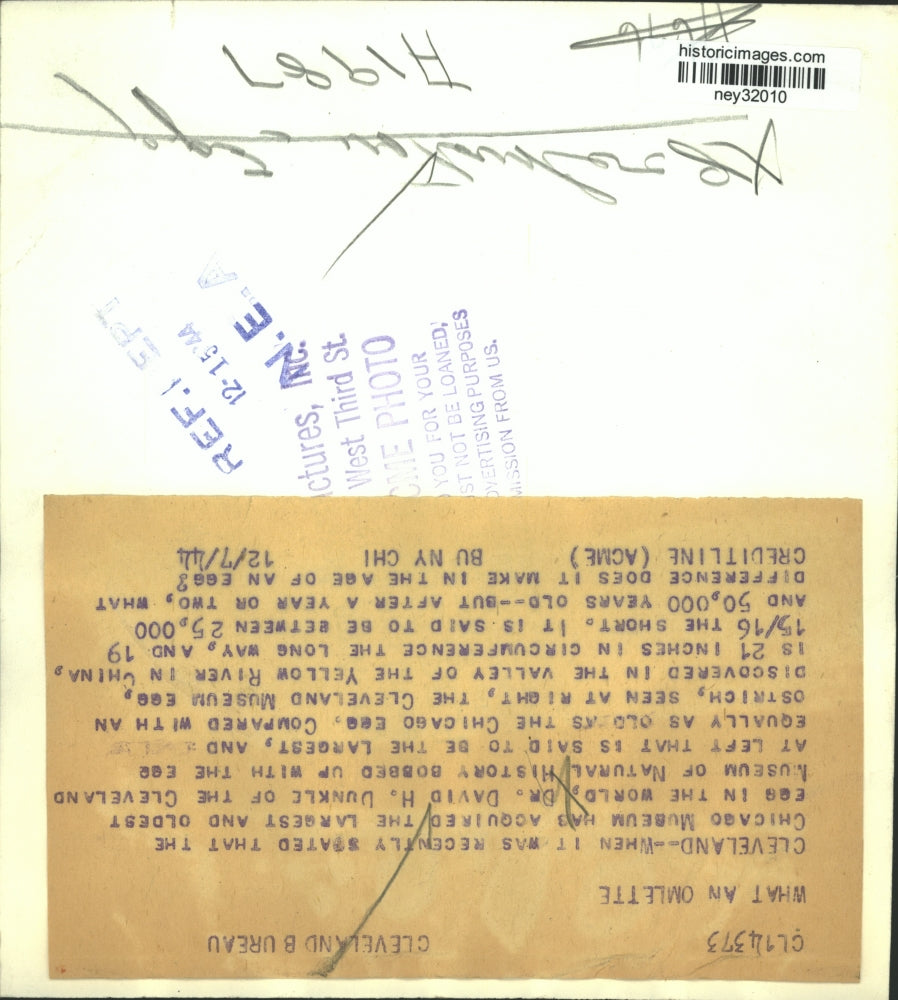 historicimages.com
ney32010
#1987
REF.
12·15·44
N.E.A
ctures, INC.
West Third St.
CME PHOTO
YOU FOR YOUR
ST NOT BE LOANED,
VERTISING PURPOSES
MISSION FROM US.
CL14373 CLEVELAND BUREAU
WHAT AN OMLETTE
CLEVELAND--WHEN IT WAS RECENTLY STATED THAT THE
CHICAGO MUSEUM HAS ACQUIRED THE LARGEST AND OLDEST
EGG IN THE WORLD, DR. DAVID H. DUNKLE OF THE CLEVELAND
MUSEUM OF NATURAL HISTORY BOBBED UP WITH THE EGG
AT LEFT THAT IS SAID TO BE THE LARGEST, AND
EQUALLY AS OLD AS THE CHICAGO EGG. COMPARED WITH AN
OSTRICH, SEEN AT RIGHT, THE CLEVELAND MUSEUM EGG,
DISCOVERED IN THE VALLEY OF THE YELLOW RIVER IN CHINA,
IS 21 INCHES IN CIRCUMFERENCE THE LONG WAY, AND 19
15/16 THE SHORT. IT IS SAID TO BE BETWEEN 25,000
AND 50,000 YEARS OLD--BUT AFTER A YEAR OR TWO, WHAT
DIFFERENCE DOES IT MAKE IN THE AGE OF AN EGG?
CREDITLINE (ACME) BU NY CHI 12/7/44